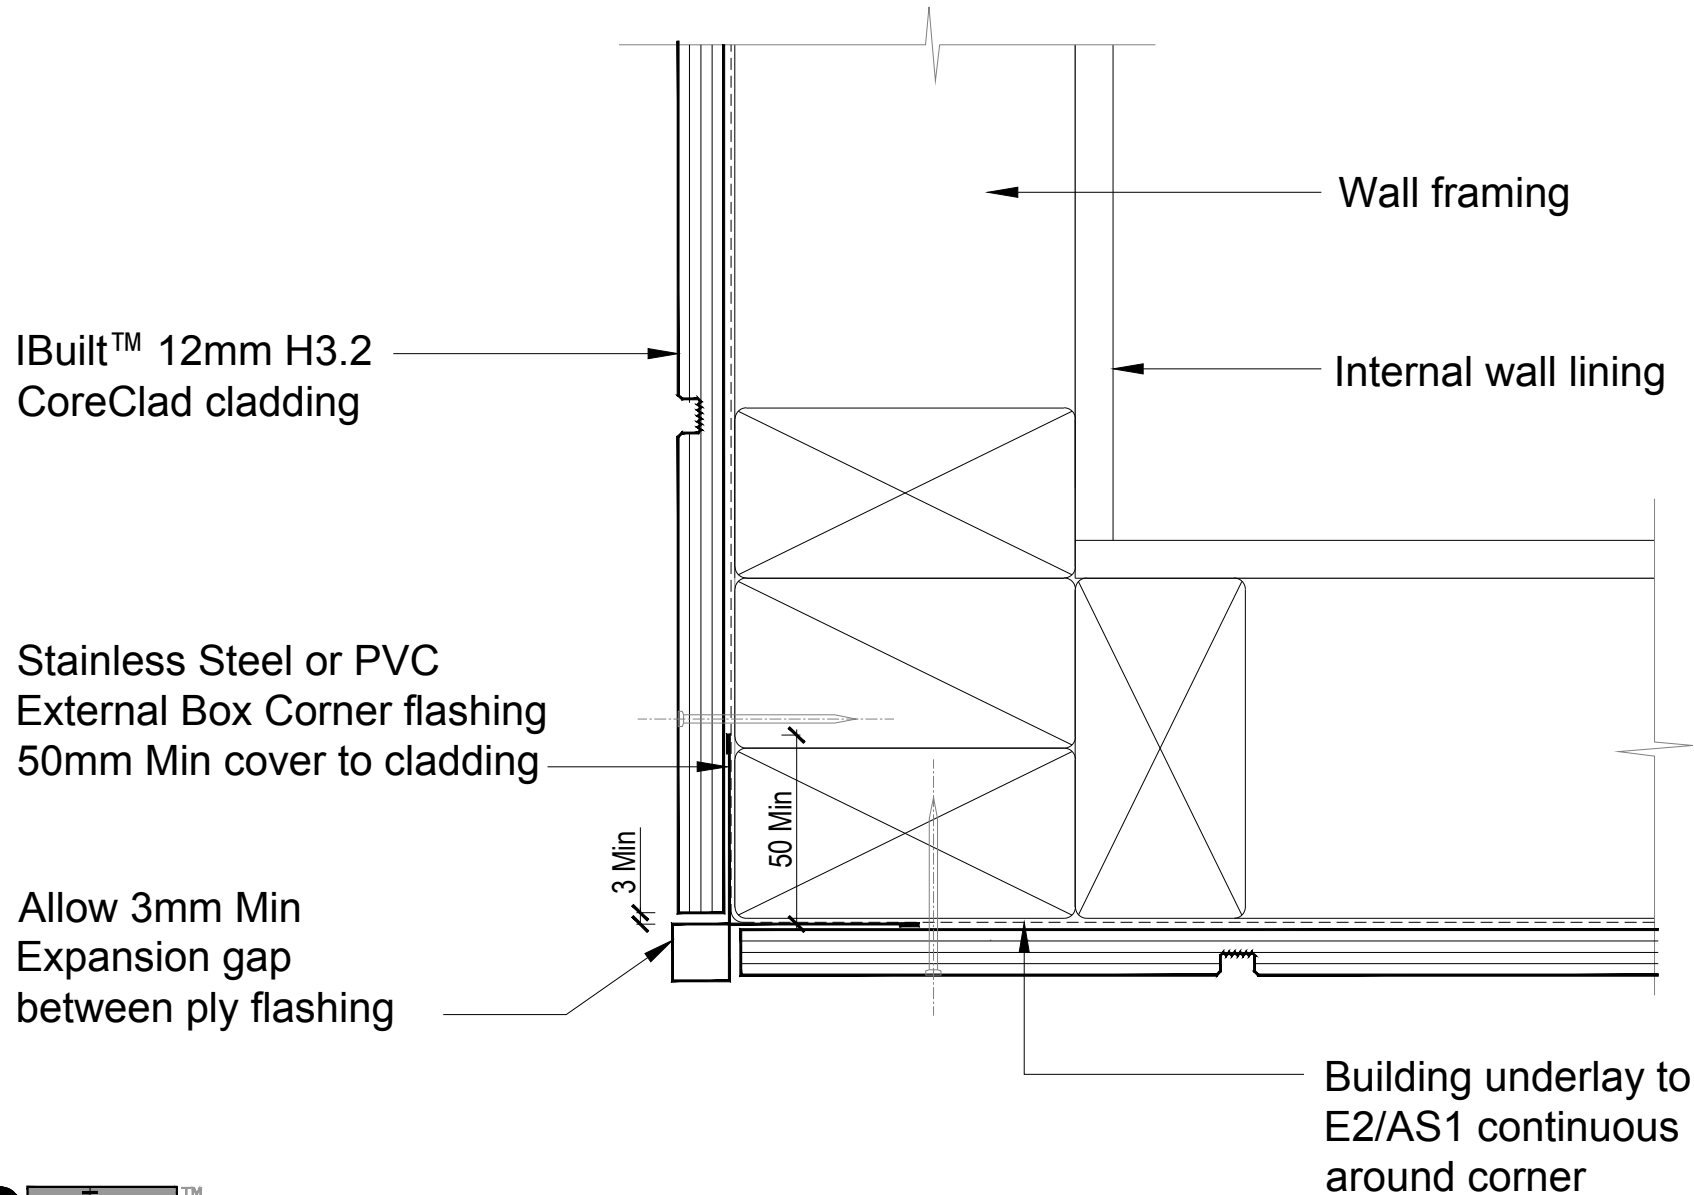 Wall framing
IBuilt™ 12mm H3.2
CoreClad cladding
Internal wall lining
Stainless Steel or PVC
External Box Corner flashing
50mm Min cover to cladding
50 Min
3 Min
Allow 3mm Min
Expansion gap
between ply flashing
Building underlay to
E2/AS1 continuous
around corner
™